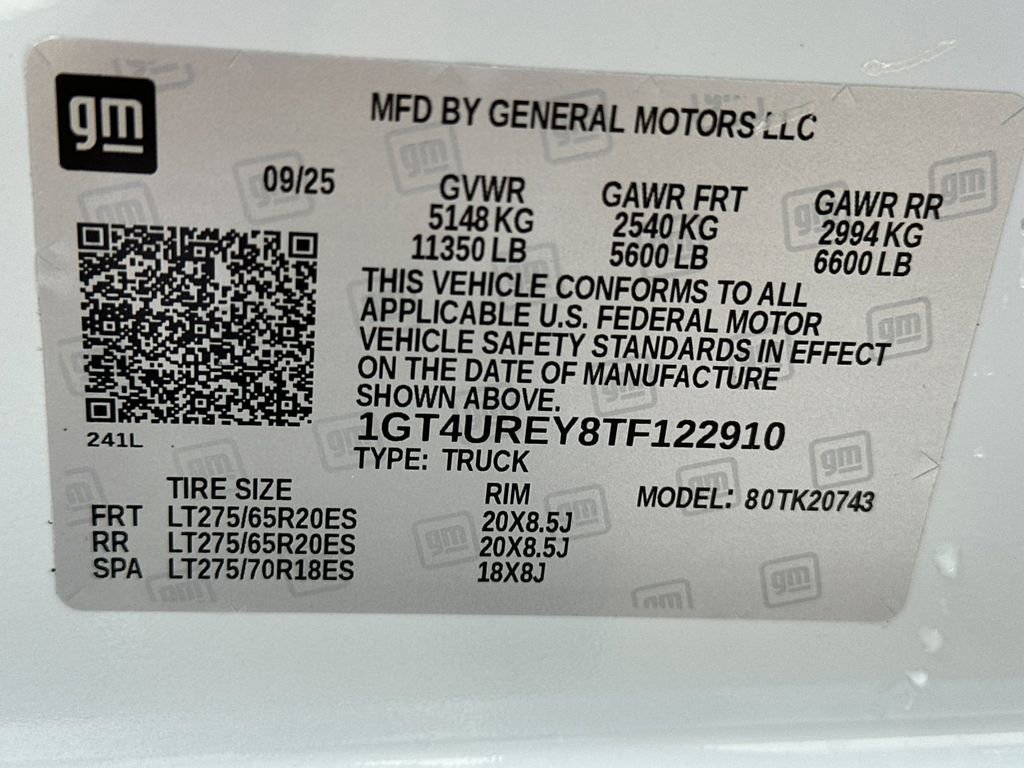 gm
MFD BY GENERAL MOTORS LLC
09/25
GVWR GAWR FRT GAWR RR
5148 KG 2540 KG 2994 KG
11350 LB 5600 LB 6600 LB
THIS VEHICLE CONFORMS TO ALL
APPLICABLE U.S. FEDERAL MOTOR
VEHICLE SAFETY STANDARDS IN EFFECT
ON THE DATE OF MANUFACTURE
SHOWN ABOVE.
241L
1GT4UREY8TF122910
TYPE: TRUCK
TIRE SIZE RIM MODEL: 80TK20743
FRT LT275/65R20ES 20X8.5J
RR LT275/65R20ES 20X8.5J
SPA LT275/70R18ES 18X8J